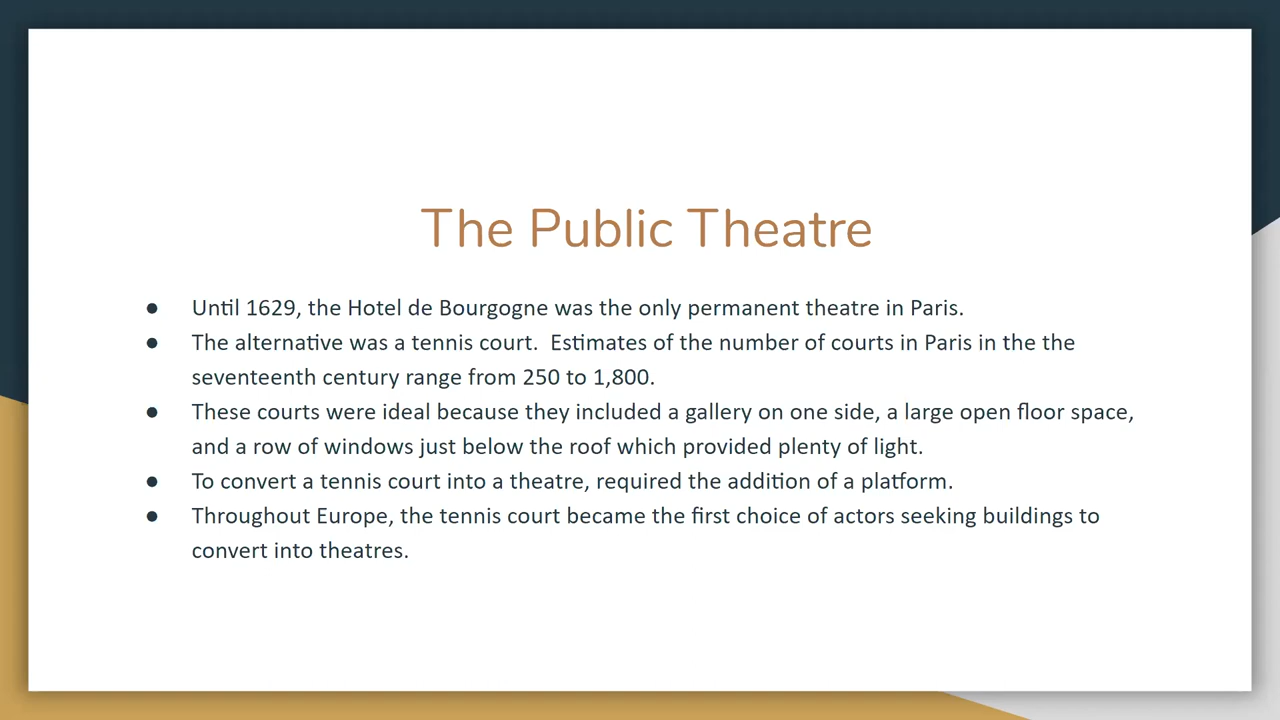 The Public Theatre
● Until 1629, the Hotel de Bourgogne was the only permanent theatre in Paris.
● The alternative was a tennis court.  Estimates of the number of courts in Paris in the the
seventeenth century range from 250 to 1,800.
● These courts were ideal because they included a gallery on one side, a large open floor space,
and a row of windows just below the roof which provided plenty of light.
● To convert a tennis court into a theatre, required the addition of a platform.
● Throughout Europe, the tennis court became the first choice of actors seeking buildings to
convert into theatres.